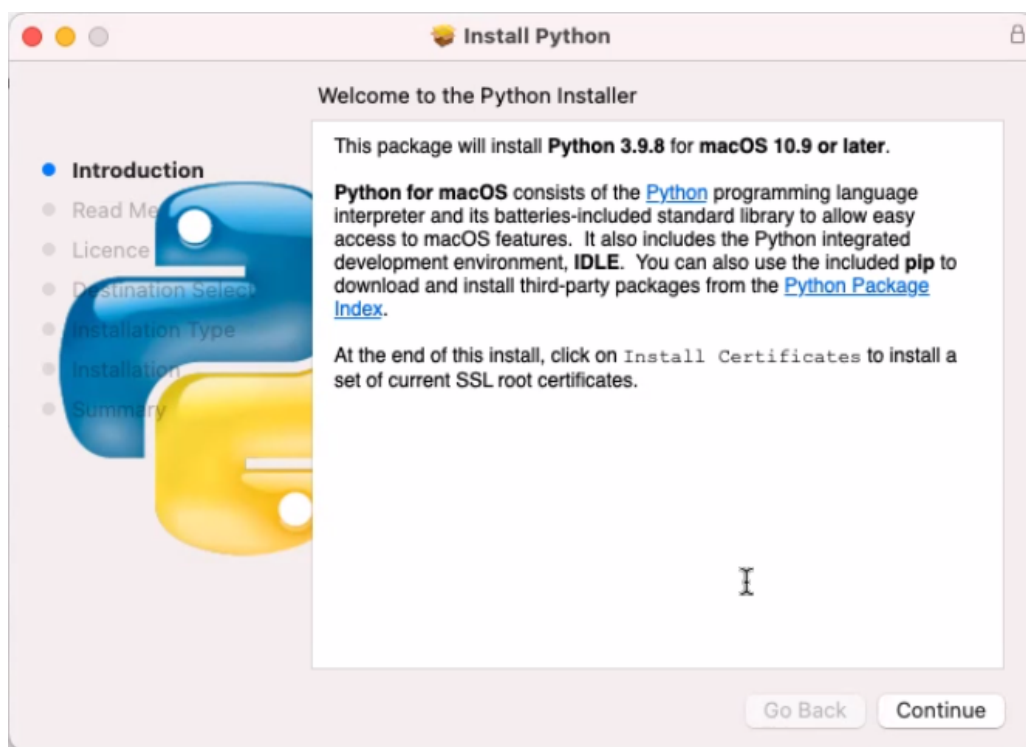 Install Python
Welcome to the Python Installer
Introduction
Read Me
Licence
Destination Select
Installation Type
Installation
Summary
This package will install Python 3.9.8 for macOS 10.9 or later.
Python for macOS consists of the Python programming language
interpreter and its batteries-included standard library to allow easy
access to macOS features. It also includes the Python integrated
development environment, IDLE. You can also use the included pip to
download and install third-party packages from the Python Package
Index.
At the end of this install, click on Install Certificates to install a
set of current SSL root certificates.
Go Back
Continue